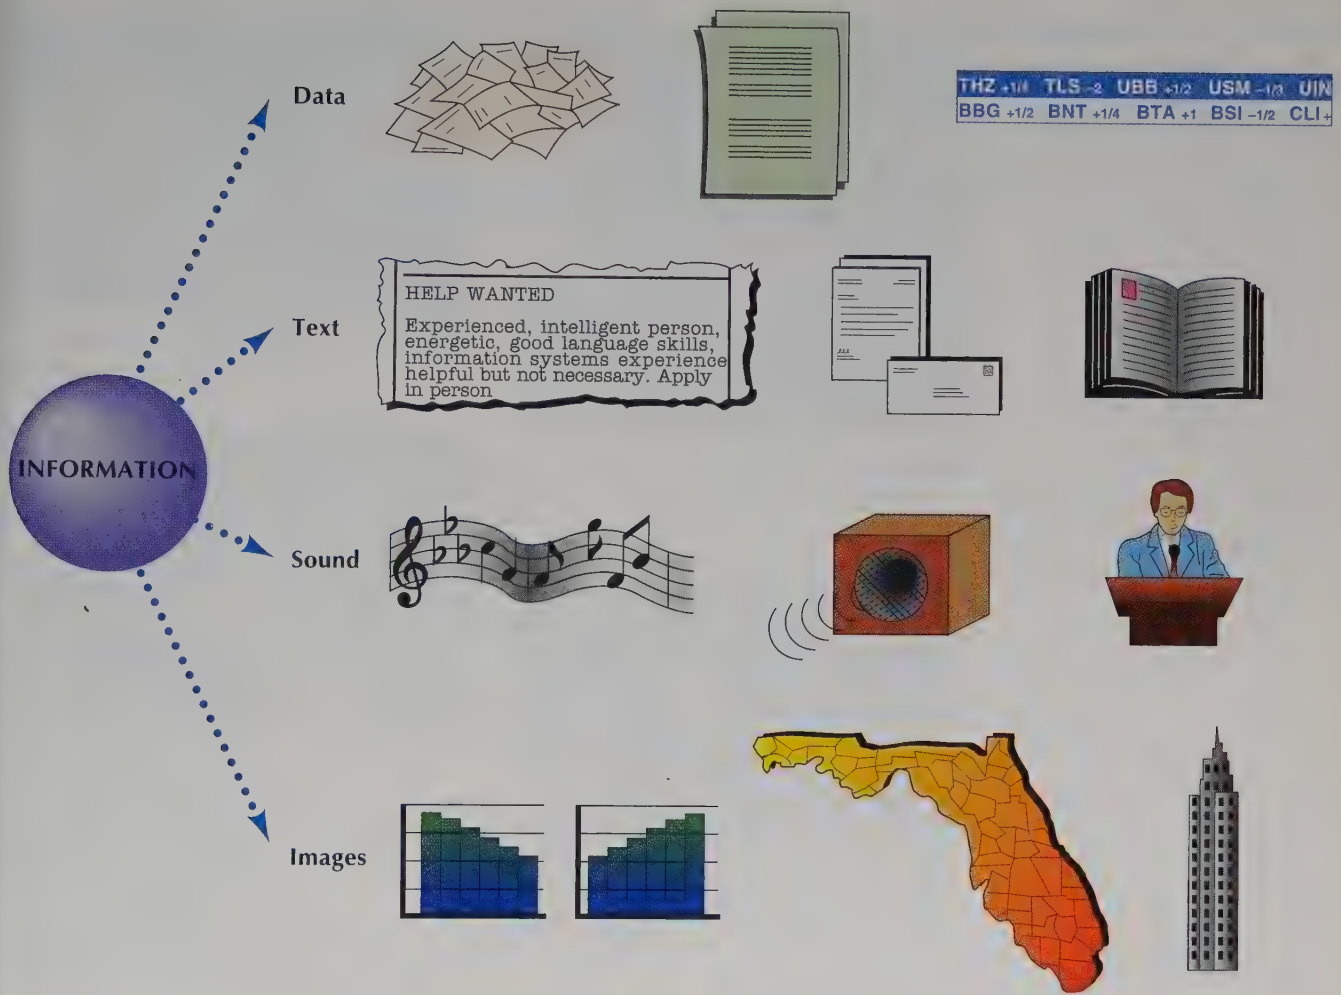 Data
THZ +1/4 TLS -2 UBB +1/2 USM -1/3 UIN
BBG +1/2 BNT +1/4 BTA +1 BSI -1/2 CLI +
Text
HELP WANTED
Experienced, intelligent person,
energetic, good language skills,
information systems experience
helpful but not necessary. Apply
in person
INFORMATION
Sound
Images